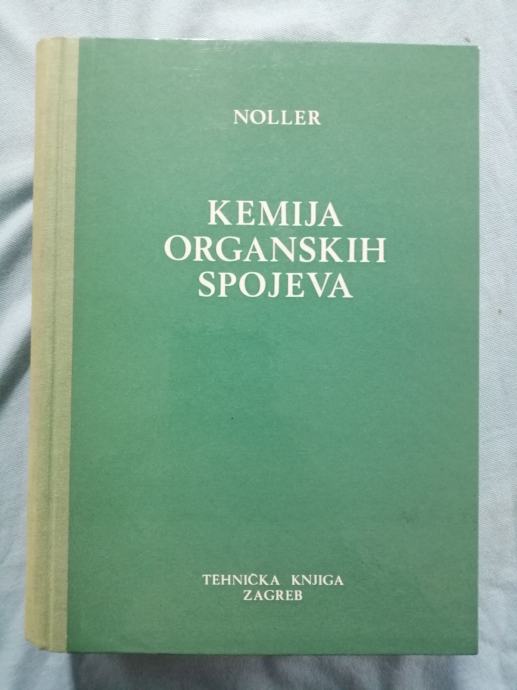 NOLLER
KEMIJA
ORGANSKIH
SPOJEVA
TEHNIČKA KNJIGA
ZAGREB